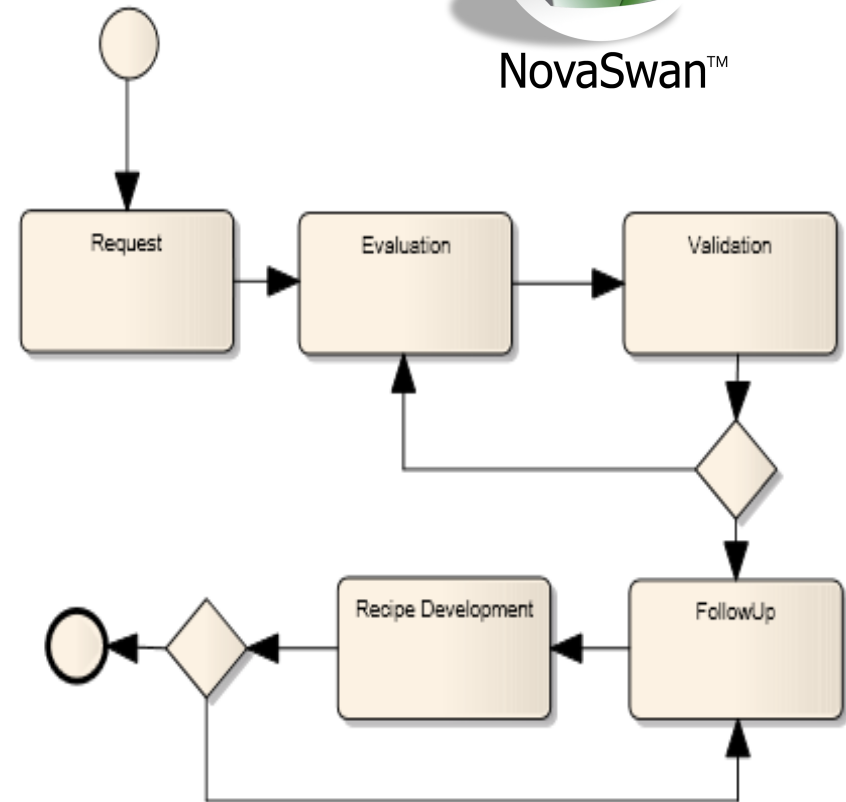 NovaSwan™
Request
Evaluation
Validation
Recipe Development
FollowUp